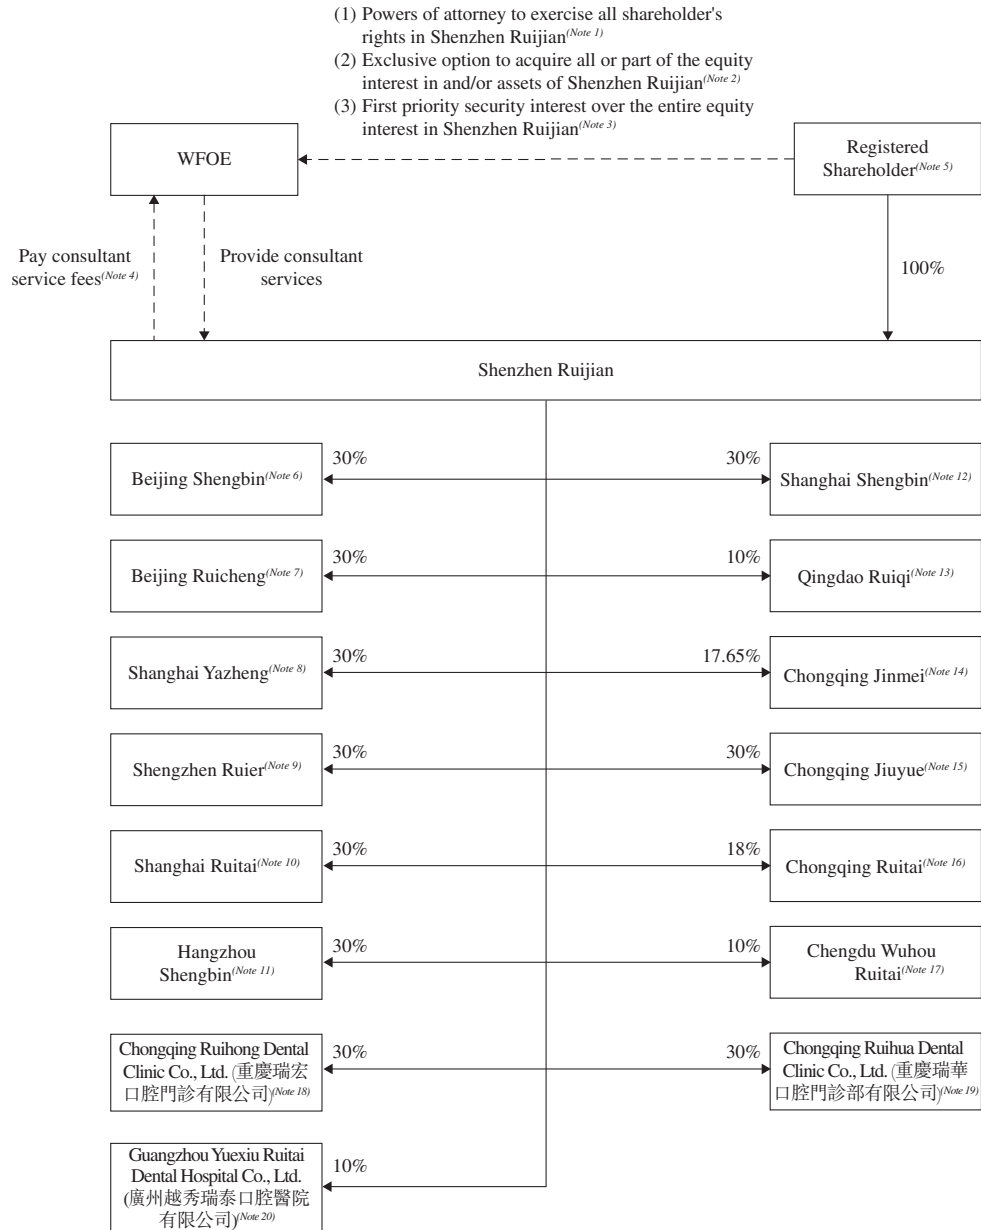 (1) Powers of attorney to exercise all shareholder's
rights in Shenzhen Ruijian(Note 1)
(2) Exclusive option to acquire all or part of the equity
interest in and/or assets of Shenzhen Ruijian(Note 2)
(3) First priority security interest over the entire equity
interest in Shenzhen Ruijian(Note 3)
WFOE
Registered
Shareholder(Note 5)
Pay consultant
service fees(Note 4)
Provide consultant
services
100%
Shenzhen Ruijian
Beijing Shengbin(Note 6)
30%
30%
Shanghai Shengbin(Note 12)
Beijing Ruicheng(Note 7)
30%
10%
Qingdao Ruiqi(Note 13)
Shanghai Yazheng(Note 8)
30%
17.65%
Chongqing Jinmei(Note 14)
Shengzhen Ruier(Note 9)
30%
30%
Chongqing Jiuyue(Note 15)
Shanghai Ruitai(Note 10)
30%
18%
Chongqing Ruitai(Note 16)
Hangzhou
Shengbin(Note 11)
30%
10%
Chengdu Wuhou
Ruitai(Note 17)
Chongqing Ruihong Dental
Clinic Co., Ltd. (重慶瑞宏
口腔門診有限公司)(Note 18)
30%
30%
Chongqing Ruihua Dental
Clinic Co., Ltd. (重慶瑞華
口腔門診部有限公司)(Note 19)
Guangzhou Yuexiu Ruitai
Dental Hospital Co., Ltd.
(廣州越秀瑞泰口腔醫院
有限公司)(Note 20)
10%